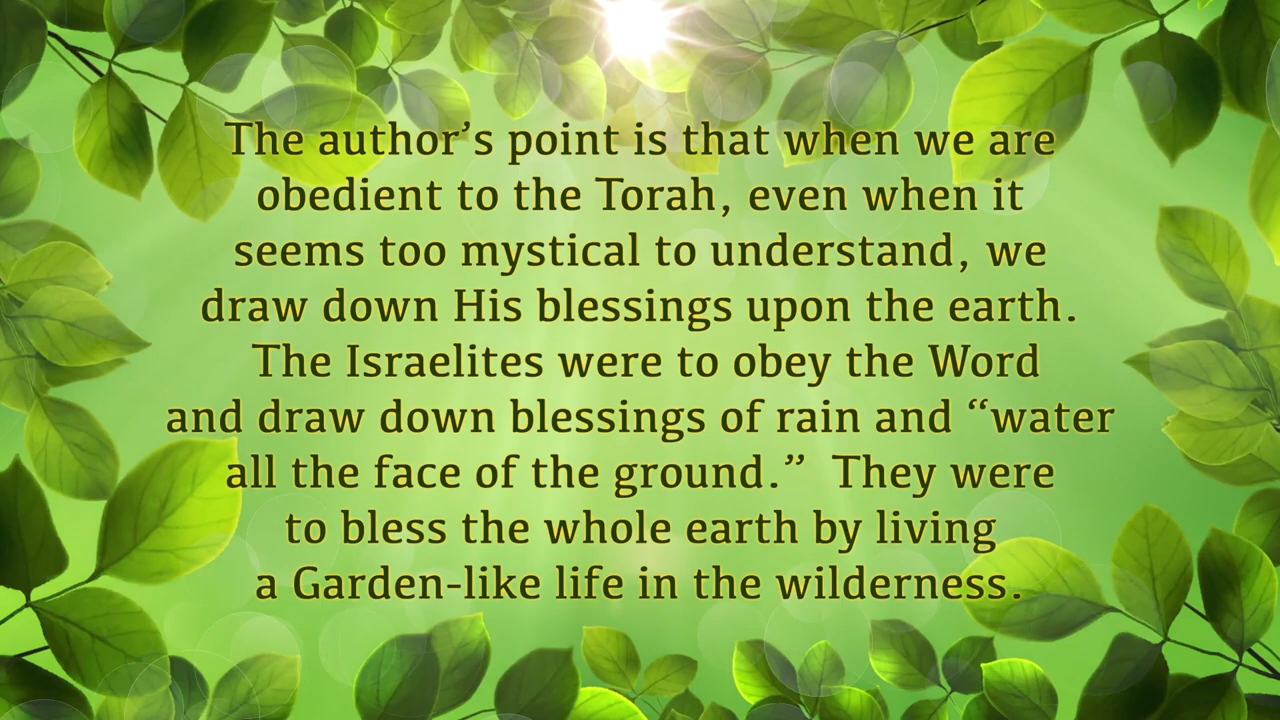 The author’s point is that when we are
obedient to the Torah, even when it
seems too mystical to understand, we
draw down His blessings upon the earth.
The Israelites were to obey the Word
and draw down blessings of rain and “water
all the face of the ground.”  They were
to bless the whole earth by living
a Garden-like life in the wilderness.